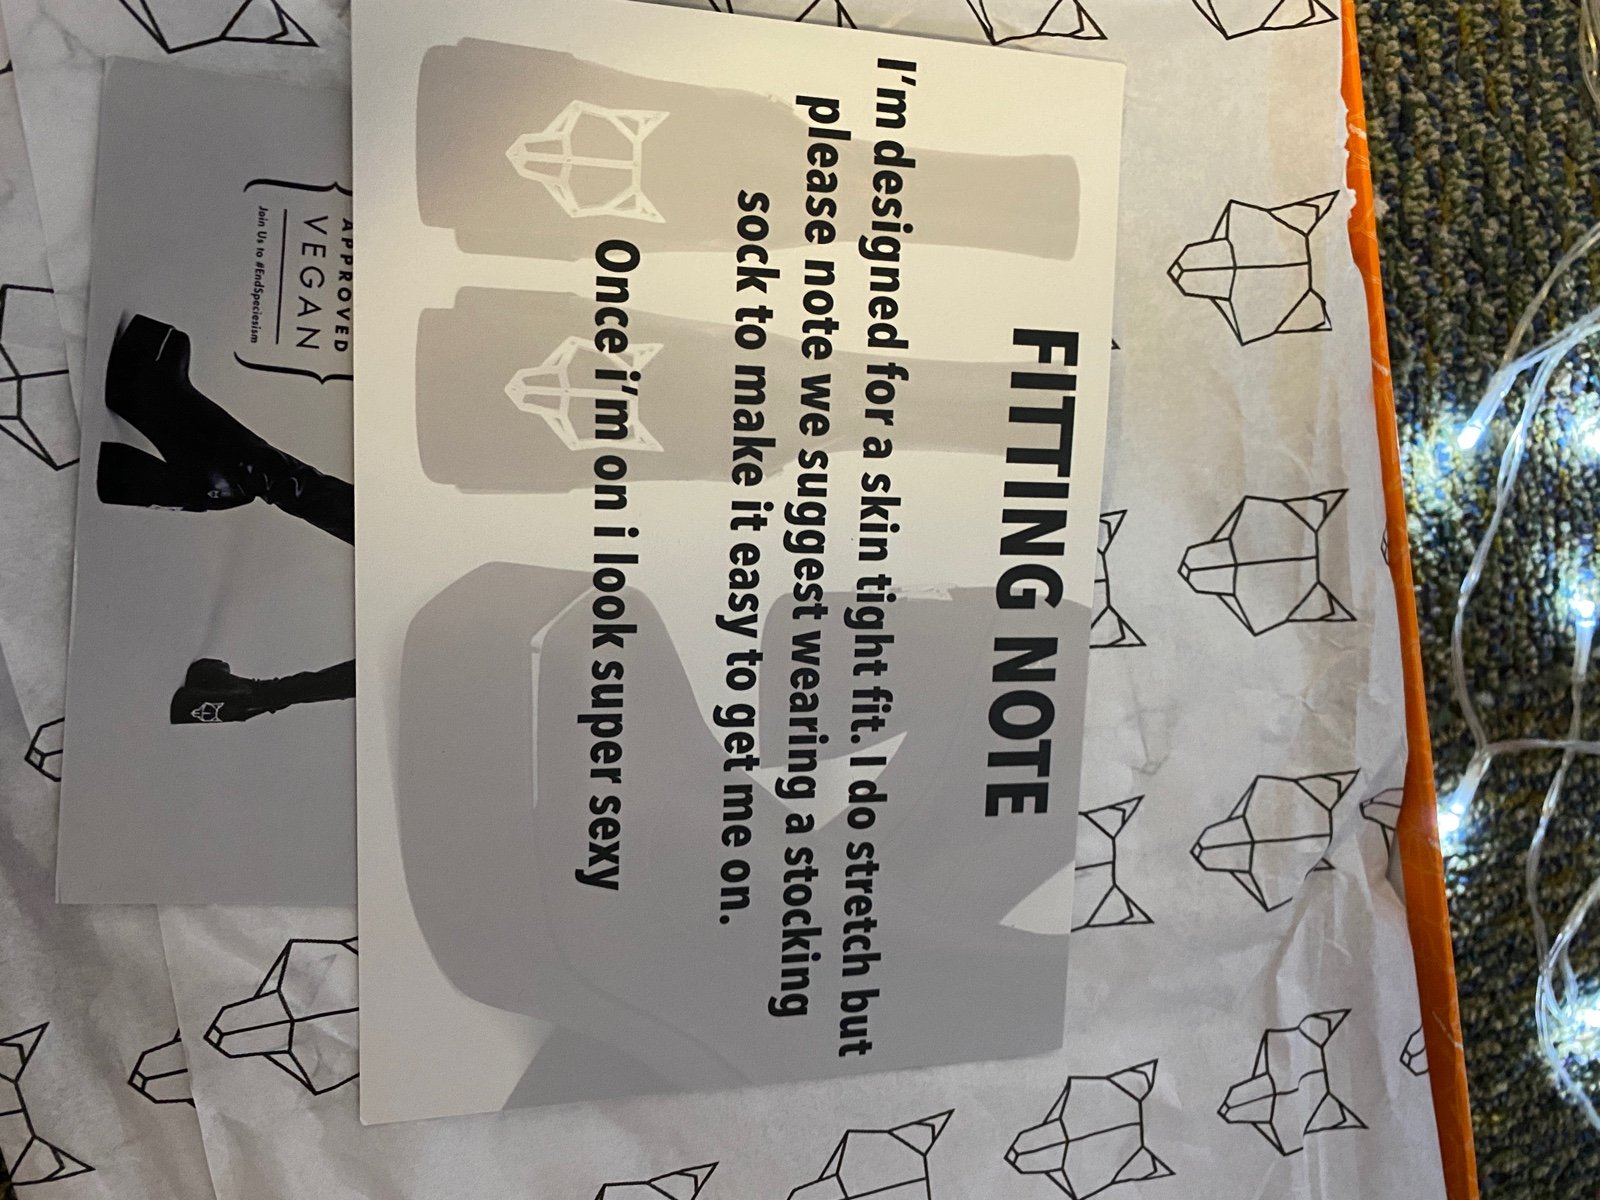 FITTING NOTE
I'm designed for a skin tight fit. I do stretch but
please note we suggest wearing a stocking
sock to make it easy to get me on.
Once i'm on i look super sexy
APPROVED
VEGAN
Join Us to #EndSpeciesism